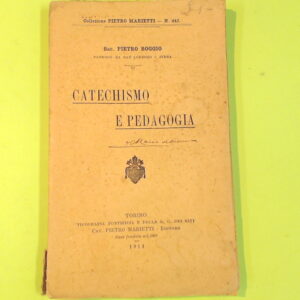 Collezione PIETRO MARIETTI — N. 247.
Sac. PIETRO BOGGIO
CATECHISMO
E PEDAGOGIA
TORINO
TIPOGRAFIA PONTIFICIA E DELLA S. C. DEI RITI
Cav. PIETRO MARIETTI - Editore
1913